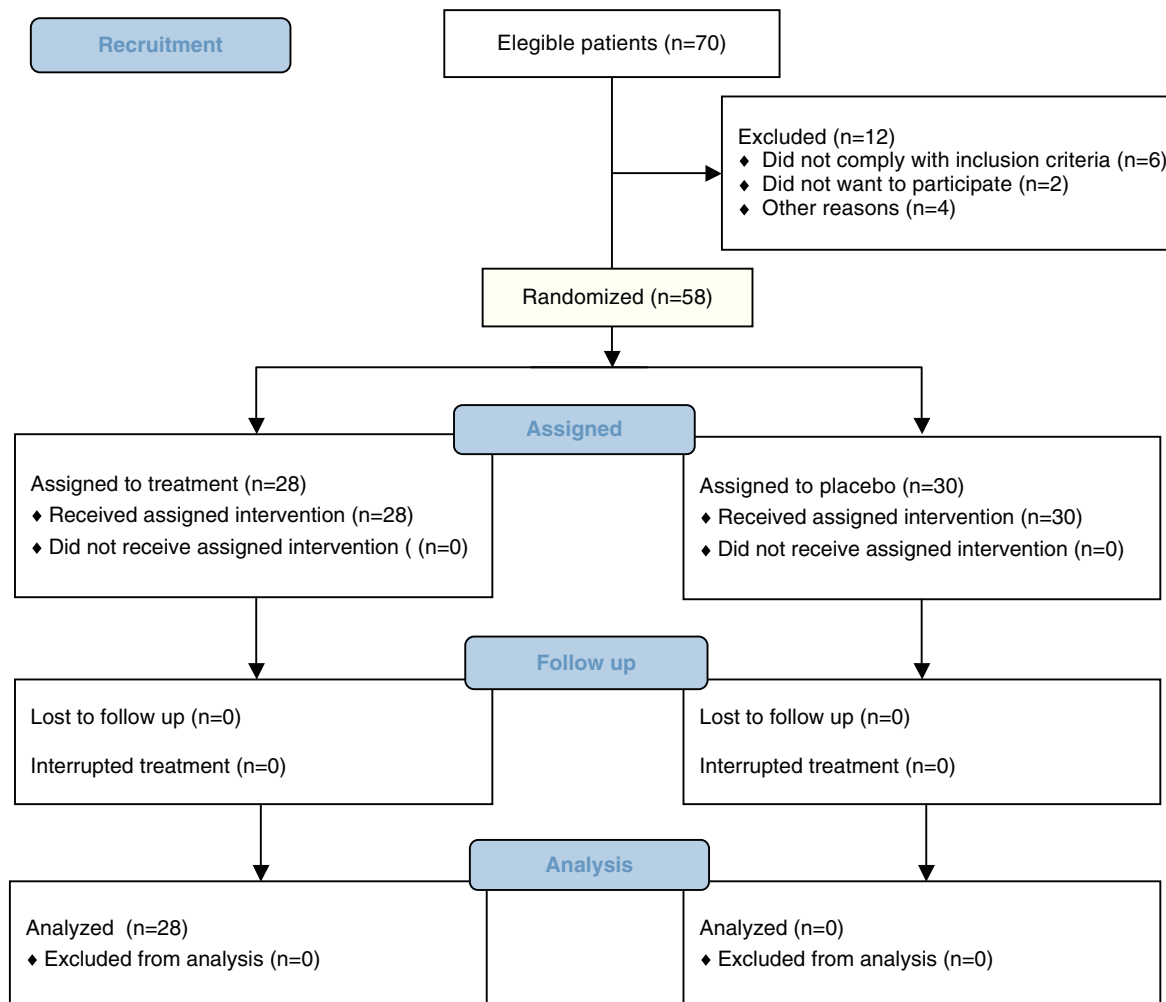 Recruitment
Elegible patients (n=70)
Excluded (n=12)
♦ Did not comply with inclusion criteria (n=6)
♦ Did not want to participate (n=2)
♦ Other reasons (n=4)
Randomized (n=58)
Assigned
Assigned to treatment (n=28)
♦ Received assigned intervention (n=28)
♦ Did not receive assigned intervention ( (n=0)
Assigned to placebo (n=30)
♦ Received assigned intervention (n=30)
♦ Did not receive assigned intervention (n=0)
Follow up
Lost to follow up (n=0)
Interrupted treatment (n=0)
Lost to follow up (n=0)
Interrupted treatment (n=0)
Analysis
Analyzed (n=28)
♦ Excluded from analysis (n=0)
Analyzed (n=0)
♦ Excluded from analysis (n=0)